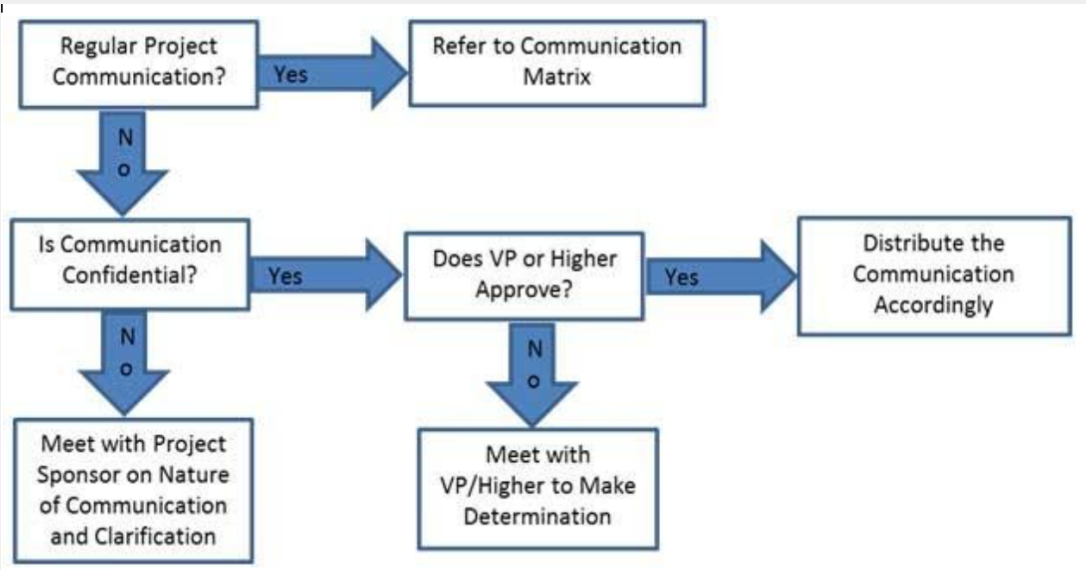 Regular Project
Communication?
Yes
Refer to Communication
Matrix
N
o
Is Communication
Confidential?
Yes
Does VP or Higher
Approve?
Yes
Distribute the
Communication
Accordingly
N
o
N
o
Meet with Project
Sponsor on Nature
of Communication
and Clarification
Meet with
VP/Higher to Make
Determination